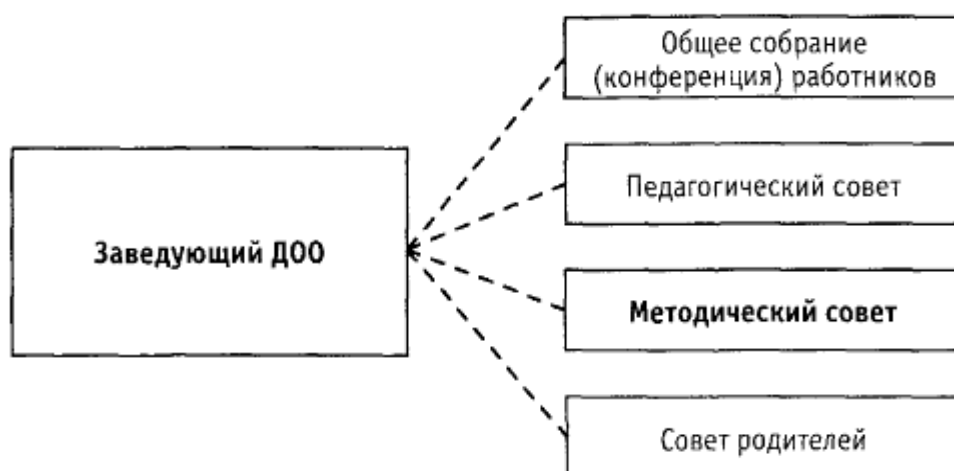 Общее собрание
(конференция) работников
Педагогический совет
Заведующий ДОО
Методический совет
Совет родителей